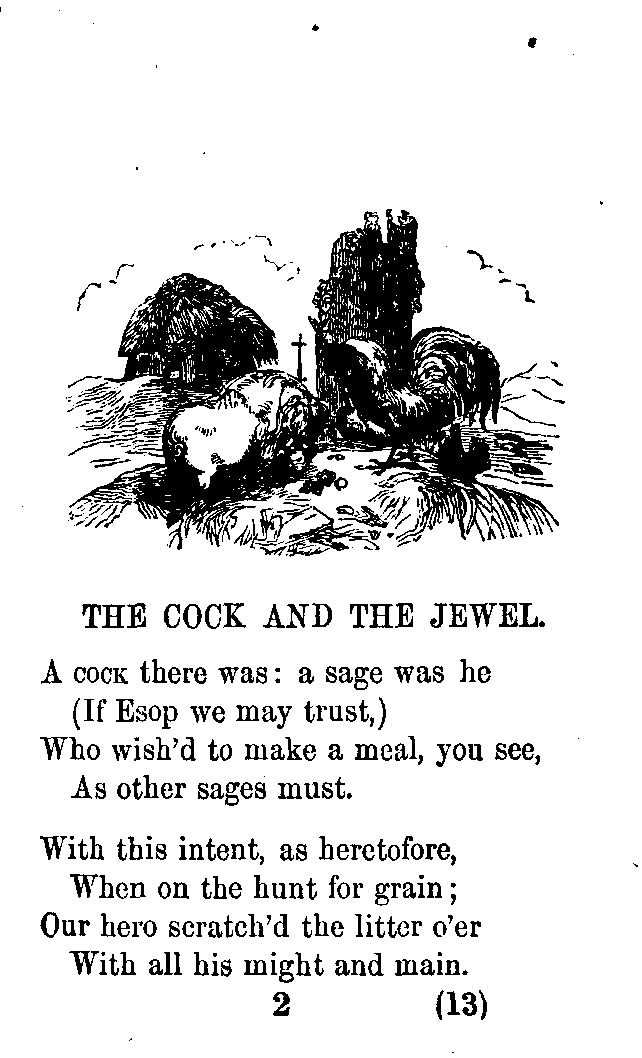 THE COCK AND THE JEWEL.
A COCK there was: a sage was he
(If Esop we may trust,)
Who wish'd to make a meal, you see,
As other sages must.
With this intent, as heretofore,
When on the hunt for grain;
Our hero scratch'd the litter o'er
With all his might and main.
2 (13)